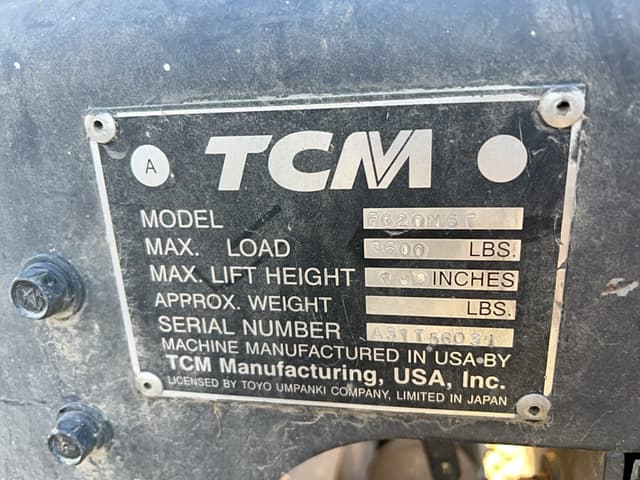 A TCM
MODEL FG20N5T
MAX. LOAD 3600 LBS.
MAX. LIFT HEIGHT INCHES
APPROX. WEIGHT LBS.
SERIAL NUMBER
MACHINE MANUFACTURED IN USA BY
TCM Manufacturing, USA, Inc.
LICENSED BY TOYO UMPANKI COMPANY, LIMITED IN JAPAN